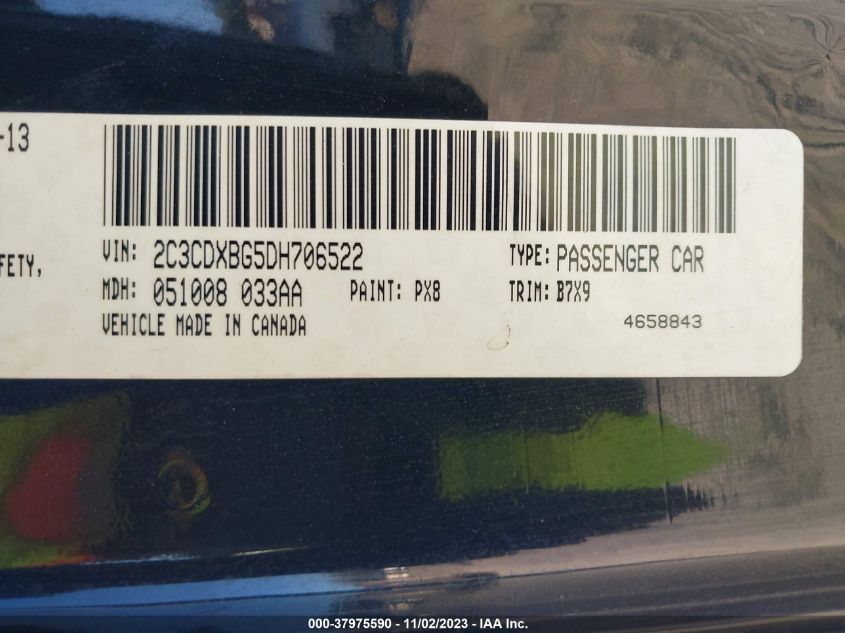 -13
FETY,
VIN: 2C3CDXBG5DH706522 TYPE: PASSENGER CAR
MDH: 051008 033AA PAINT: PX8 TRIM: B7X9
VEHICLE MADE IN CANADA 4658843
000-37975590 - 11/02/2023 - IAA Inc.